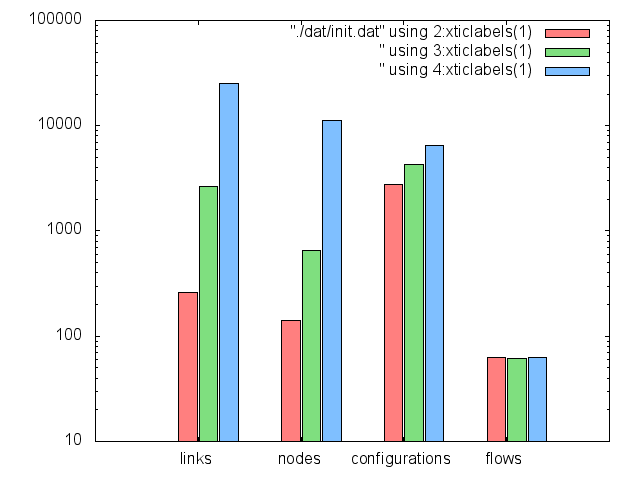 100000
10000
1000
100
10
"./dat/init.dat" using 2:xticlabels(1)
" using 3:xticlabels(1)
" using 4:xticlabels(1)
links nodes configurations flows